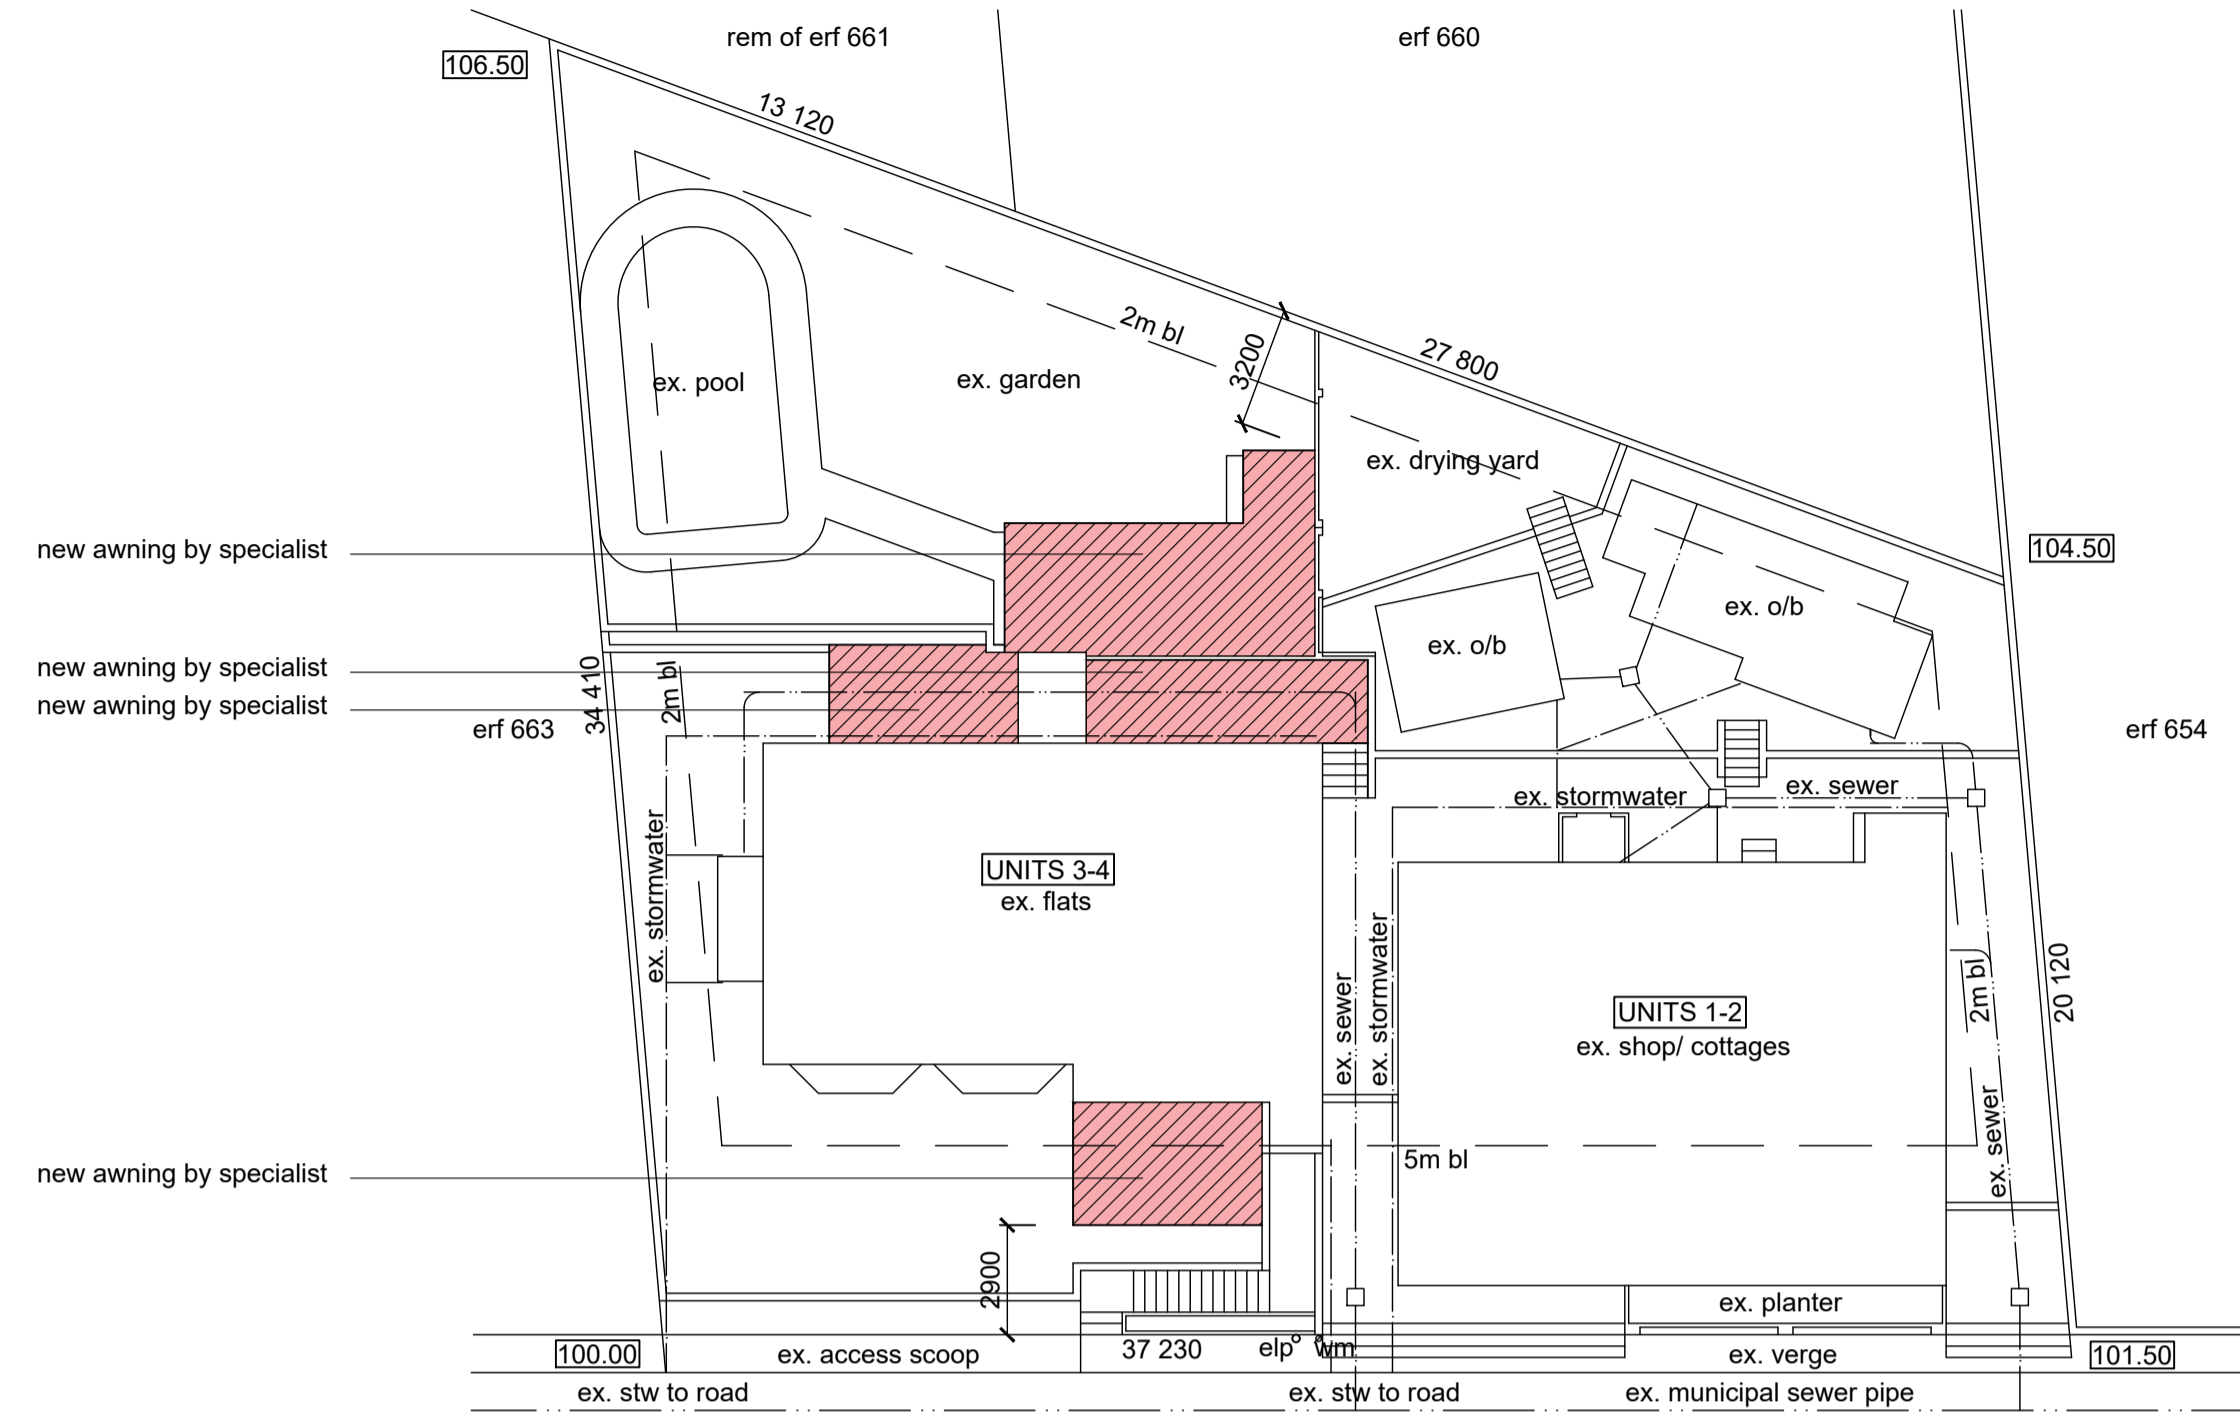 rem of erf 661
erf 660
106.50
13 120
2m bl
3200
27 800
ex. pool
ex. garden
ex. drying yard
new awning by specialist
104.50
ex. o/b
ex. o/b
new awning by specialist
new awning by specialist
34 410
2m bl
erf 663
erf 654
ex. stormwater
ex. sewer
ex. stormwater
UNITS 3-4
ex. flats
ex. sewer
ex. stormwater
UNITS 1-2
ex. shop/ cottages
2m bl
20 120
ex. sewer
5m bl
new awning by specialist
2900
ex. planter
100.00
ex. access scoop
37 230
elp
wm
ex. verge
101.50
ex. stw to road
ex. stw to road
ex. municipal sewer pipe